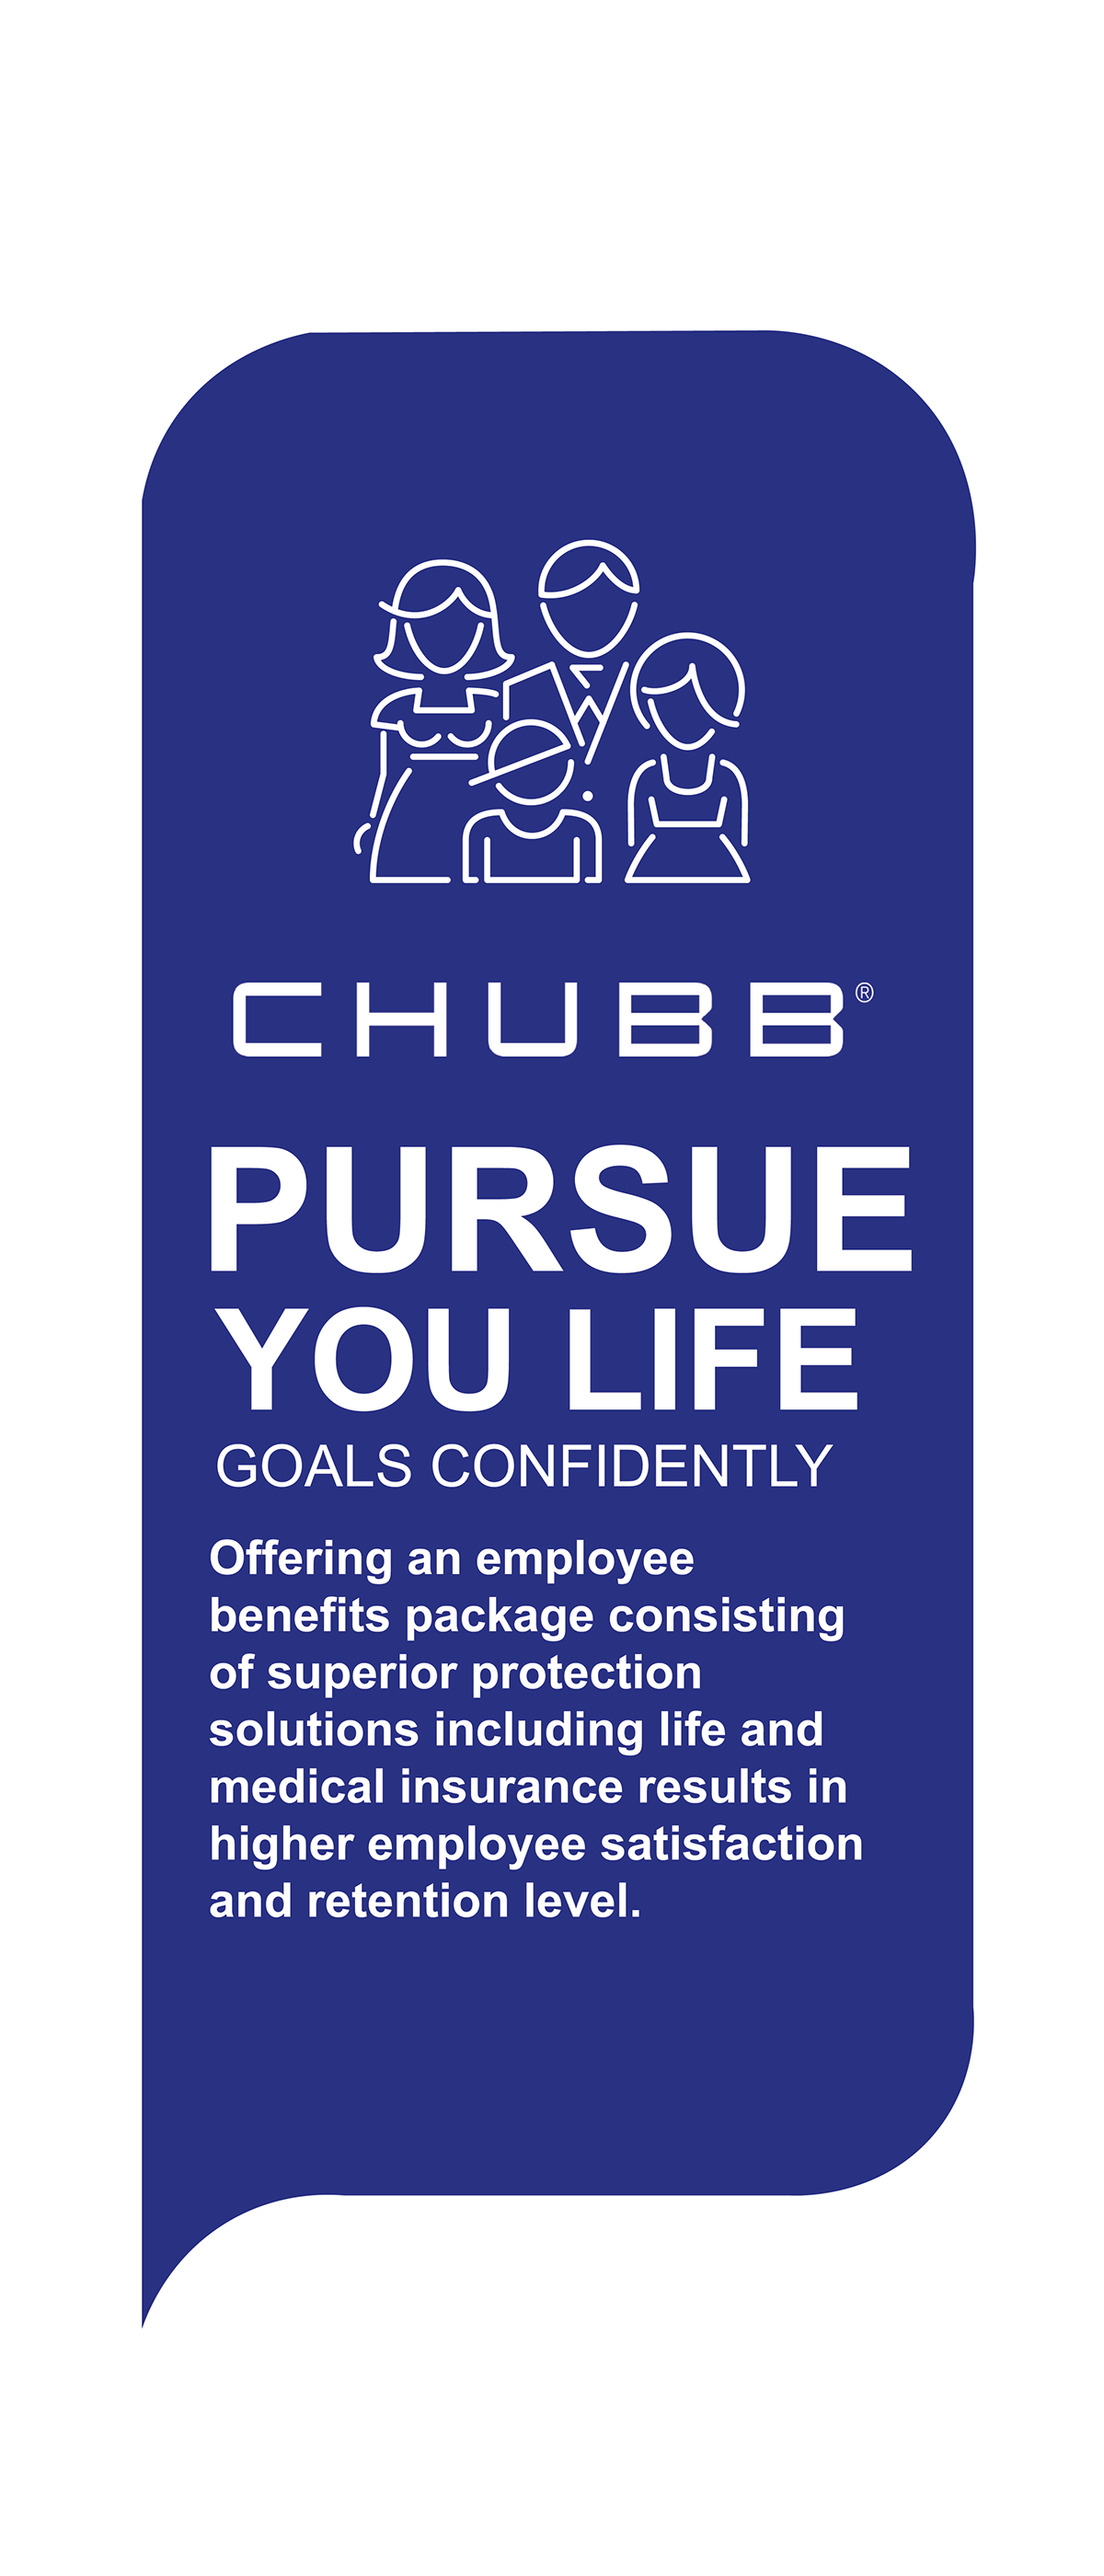 CHUBB®
PURSUE
YOU LIFE
GOALS CONFIDENTLY
Offering an employee
benefits package consisting
of superior protection
solutions including life and
medical insurance results in
higher employee satisfaction
and retention level.